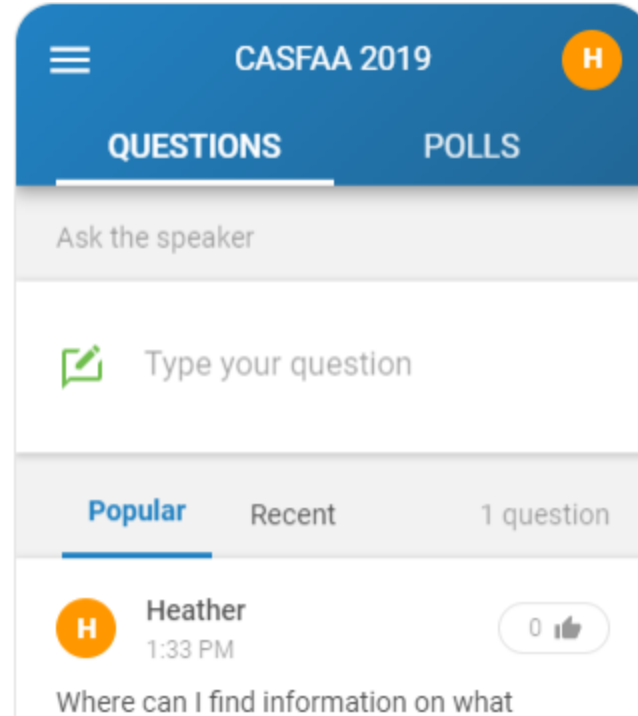 CASFAA 2019
H
QUESTIONS POLLS
Ask the speaker
Type your question
Popular Recent 1 question
H
Heather
0
1:33 PM
Where can I find information on what